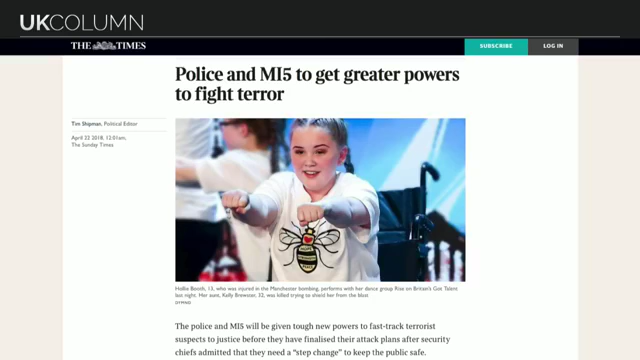 UKCOLUMN
THE TIMES
SUBSCRIBE
LOG IN
Police and MI5 to get greater powers
to fight terror
Tim Shipman, Political Editor
April 22 2018, 12:01am,
The Sunday Times
Hollie Booth, 13, who was injured in the Manchester bombing, performs with her dance group Rise on Britain's Got Talent
last night. Her aunt, Kelly Brewster, 32, was killed trying to shield her from the blast
SYMNO
The police and MI5 will be given tough new powers to fast-track terrorist
suspects to justice before they have finalised their attack plans after security
chiefs admitted that they need a “step change” to keep the public safe.